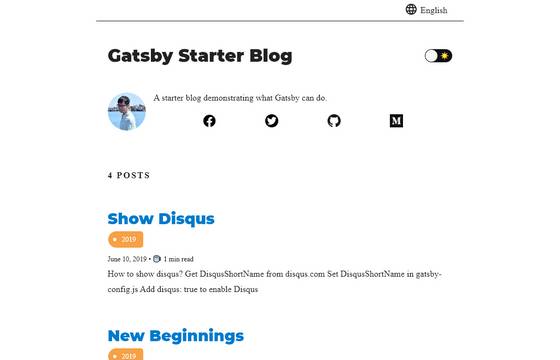 English
Gatsby Starter Blog
A starter blog demonstrating what Gatsby can do.
4 POSTS
Show Disqus
2019
June 10, 2019 • 1 min read
How to show disqus? Get DisqusShortName from disqus.com Set DisqusShortName in gatsby-
config.js Add disqus: true to enable Disqus
New Beginnings
2019